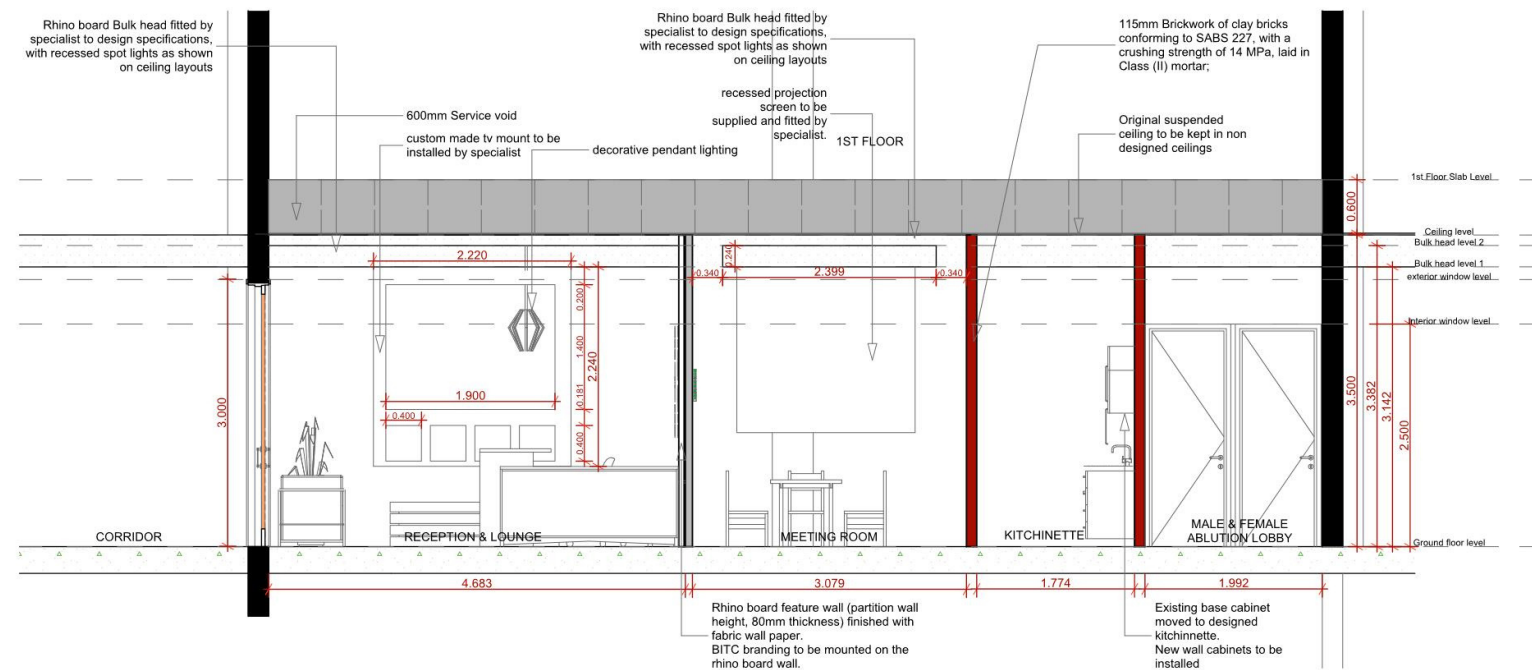 Rhino board Bulk head fitted by
specialist to design specifications,
with recessed spot lights as shown
on ceiling layouts
Rhino board Bulk head fitted by
specialist to design specifications,
with recessed spot lights as shown
on ceiling layouts
115mm Brickwork of clay bricks
conforming to SABS 227, with a
crushing strength of 14 MPa, laid in
Class (II) mortar;
600mm Service void
custom made tv mount to be
installed by specialist
decorative pendant lighting
recessed projection
screen to be
supplied and fitted by
specialist.
1ST FLOOR
Original suspended
ceiling to be kept in non
designed ceilings
1st Floor Slab Level
0.600
Ceiling level
Bulk head level 2
Bulk head level 1
exterior window level
Interior window level
2.220
0.240
0.340
2.399
0.340
0.200
1.400
2.240
0.181
1.900
0.400
0.400
3.000
3.500
3.382
3.142
2.500
CORRIDOR
RECEPTION & LOUNGE
MEETING ROOM
KITCHINETTE
MALE & FEMALE
ABLUTION LOBBY
Ground floor level
4.683
3.079
1.774
1.992
Rhino board feature wall (partition wall
height, 80mm thickness) finished with
fabric wall paper.
BITC branding to be mounted on the
rhino board wall.
Existing base cabinet
moved to designed
kitchinnette.
New wall cabinets to be
installed